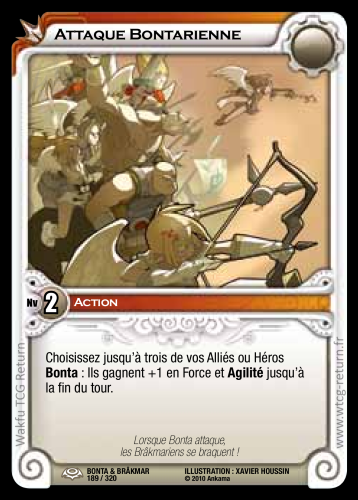 Attaque Bontarienne
Nv 2 Action
Choisissez jusqu'à trois de vos Alliés ou Héros
Bonta : Ils gagnent +1 en Force et Agilité jusqu'à
la fin du tour.
Lorsque Bonta attaque,
les Brâkmariens se braquent !
BONTA & BRÂKMAR
189 / 320
ILLUSTRATION : XAVIER HOUSSIN
© 2010 Ankama
Wakfu TCG Return
www.wtcg-return.fr